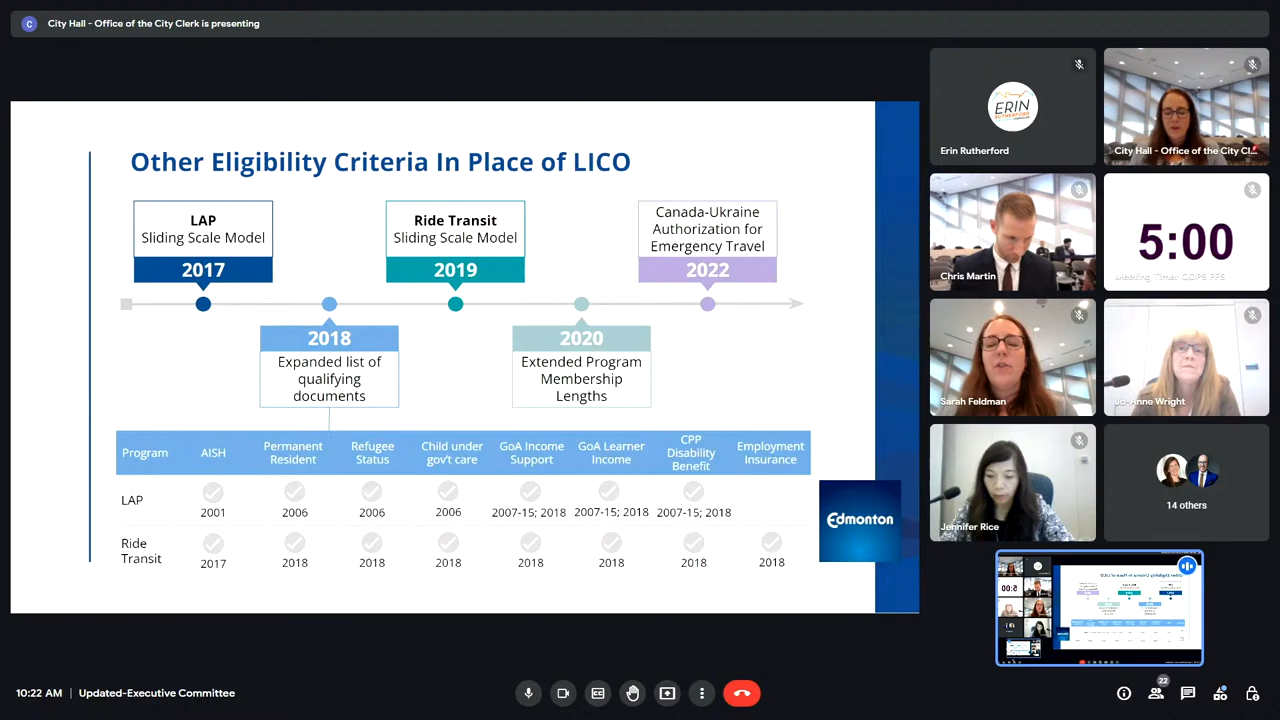 C
City Hall - Office of the City Clerk is presenting
Other Eligibility Criteria In Place of LICO
LAP
Sliding Scale Model
2017
Ride Transit
Sliding Scale Model
2019
Canada-Ukraine
Authorization for
Emergency Travel
2022
2018
Expanded list of
qualifying
documents
2020
Extended Program
Membership
Lengths
Program
AISH
Permanent
Resident
Refugee
Status
Child under
gov't care
GoA Income
Support
GoA Learner
Income
CPP
Disability
Benefit
Employment
Insurance
LAP
2001
2006
2006
2006
2007-15; 2018
2007-15; 2018
2007-15; 2018
Ride
Transit
2017
2018
2018
2018
2018
2018
2018
2018
Edmonton
ERIN
RUTHERFORD
Erin Rutherford
City Hall - Office of the City Cl...
Chris Martin
5:00
Meeting Timer COPS FPS
Sarah Feldman
Jo-Anne Wright
Jennifer Rice
14 others
10:22 AM | Updated-Executive Committee
22